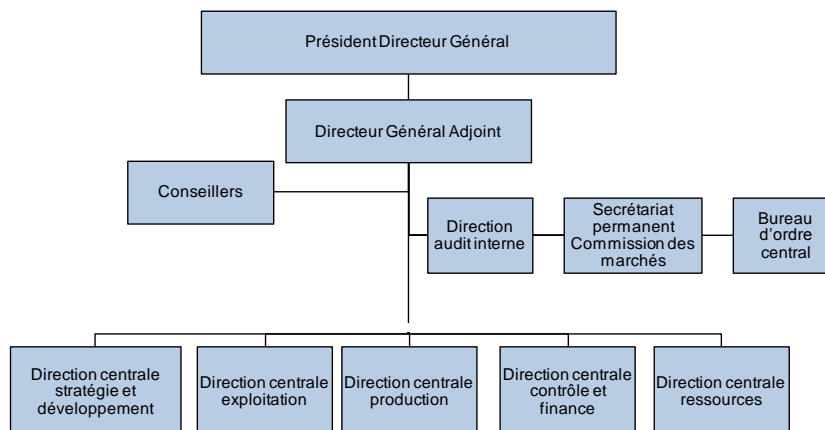 Président Directeur Général
Directeur Général Adjoint
Conseillers
Direction
audit interne
Secrétariat
permanent
Commission des
marchés
Bureau
d'ordre
central
Direction centrale
stratégie et
développement
Direction centrale
exploitation
Direction centrale
production
Direction centrale
contrôle et
finance
Direction centrale
ressources